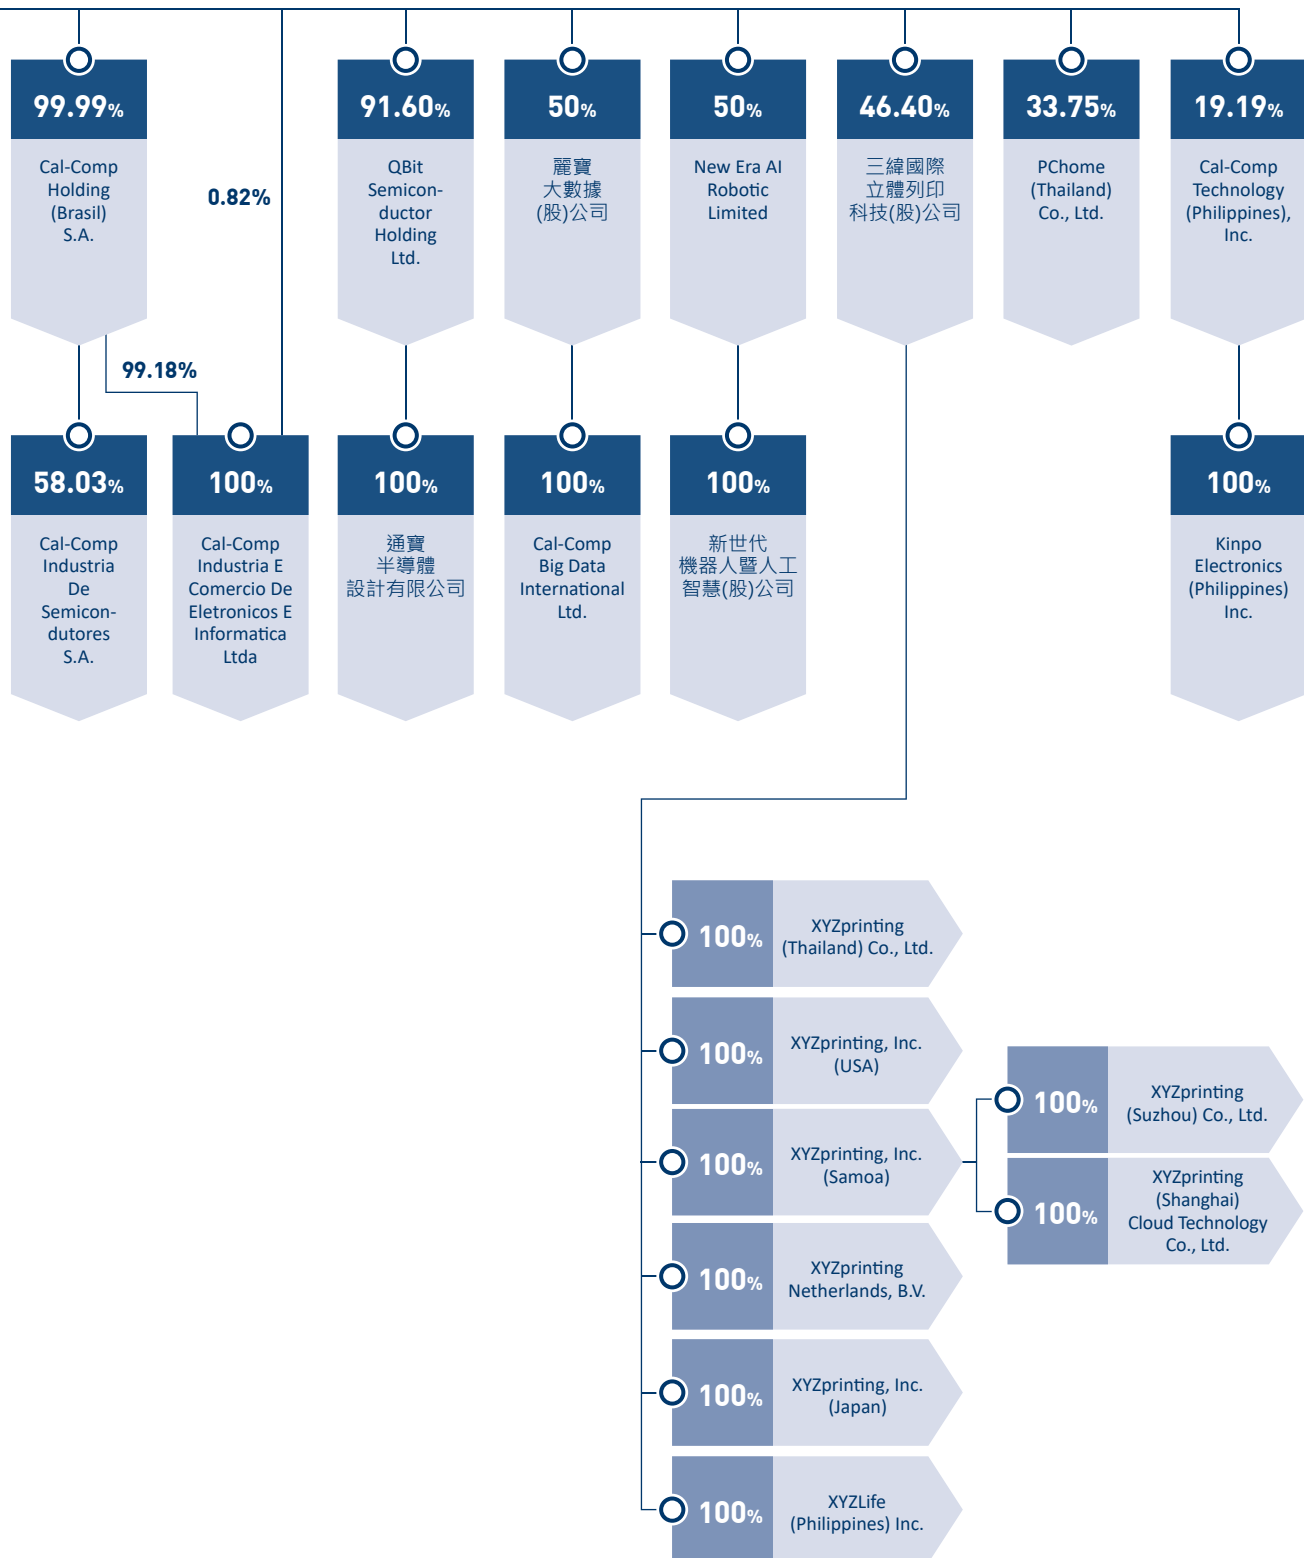 99.99%
Cal-Comp
Holding
(Brasil)
S.A.
0.82%
91.60%
QBit
Semicon-
ductor
Holding
Ltd.
50%
麗寶
大數據
(股)公司
50%
New Era AI
Robotic
Limited
46.40%
三緯國際
立體列印
科技(股)公司
33.75%
PChome
(Thailand)
Co., Ltd.
19.19%
Cal-Comp
Technology
(Philippines),
Inc.
99.18%
58.03%
Cal-Comp
Industria
De
Semicon-
dutores
S.A.
100%
Cal-Comp
Industria E
Comercio De
Eletronicos E
Informatica
Ltda
100%
通寶
半導體
設計有限公司
100%
Cal-Comp
Big Data
International
Ltd.
100%
新世代
機器人暨人工
智慧(股)公司
100%
Kinpo
Electronics
(Philippines)
Inc.
100%
XYZprinting
(Thailand) Co., Ltd.
100%
XYZprinting, Inc.
(USA)
100%
XYZprinting, Inc.
(Samoa)
100%
XYZprinting
(Suzhou) Co., Ltd.
100%
XYZprinting
(Shanghai)
Cloud Technology
Co., Ltd.
100%
XYZprinting
Netherlands, B.V.
100%
XYZprinting, Inc.
(Japan)
100%
XYZLife
(Philippines) Inc.